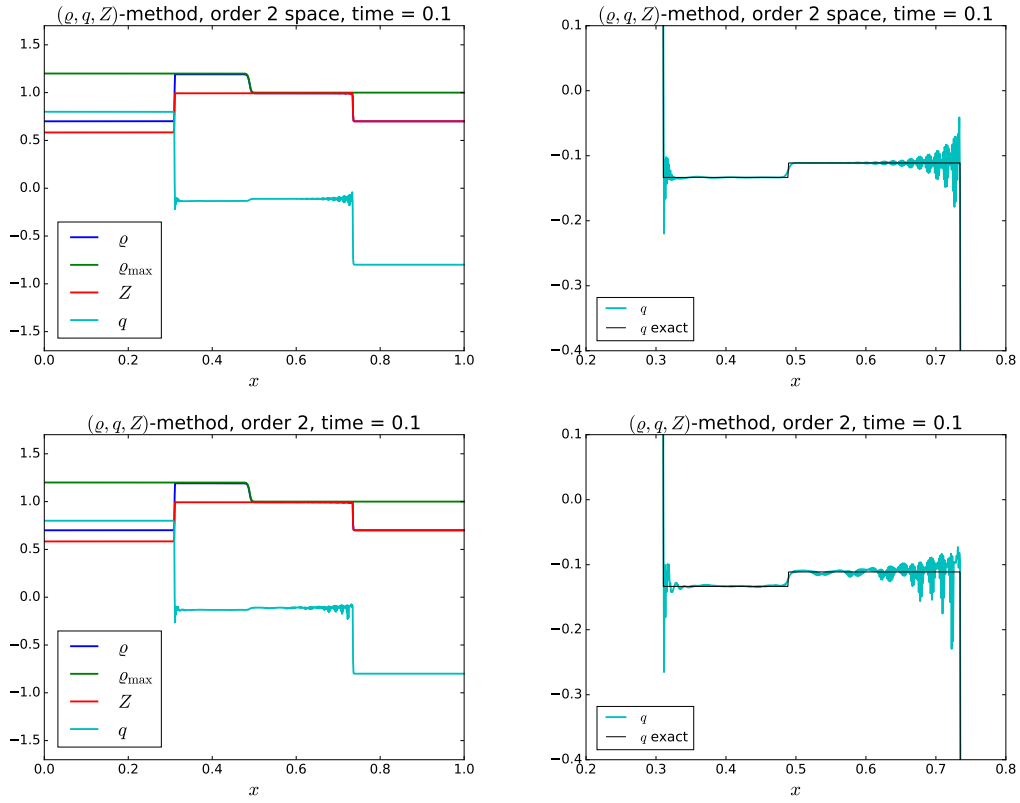 (ϱ, q, Z)-method, order 2 space, time = 0.1
1.5
1.0
0.5
0.0
−0.5
−1.0
−1.5
ϱ
ϱmax
Z
q
0.0 0.2 0.4 0.6 0.8 1.0
x
(ϱ, q, Z)-method, order 2 space, time = 0.1
0.1
0.0
−0.1
−0.2
−0.3
−0.4
q
q exact
0.2 0.3 0.4 0.5 0.6 0.7 0.8
x
(ϱ, q, Z)-method, order 2, time = 0.1
1.5
1.0
0.5
0.0
−0.5
−1.0
−1.5
ϱ
ϱmax
Z
q
0.0 0.2 0.4 0.6 0.8 1.0
x
(ϱ, q, Z)-method, order 2, time = 0.1
0.1
0.0
−0.1
−0.2
−0.3
−0.4
q
q exact
0.2 0.3 0.4 0.5 0.6 0.7 0.8
x